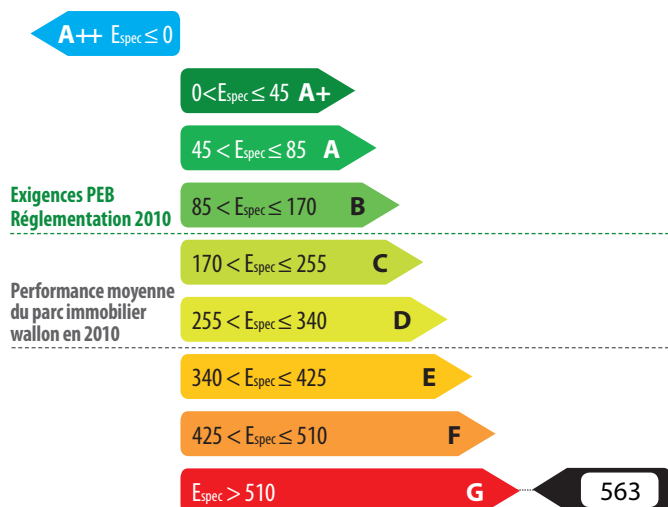 A++ Espec ≤ 0
0<Espec ≤ 45 A+
45 < Espec ≤ 85 A
Exigences PEB
Réglementation 2010
85 < Espec ≤ 170 B
170 < Espec ≤ 255 C
Performance moyenne
du parc immobilier
wallon en 2010
255 < Espec ≤ 340 D
340 < Espec ≤ 425 E
425 < Espec ≤ 510 F
Espec > 510 G 563